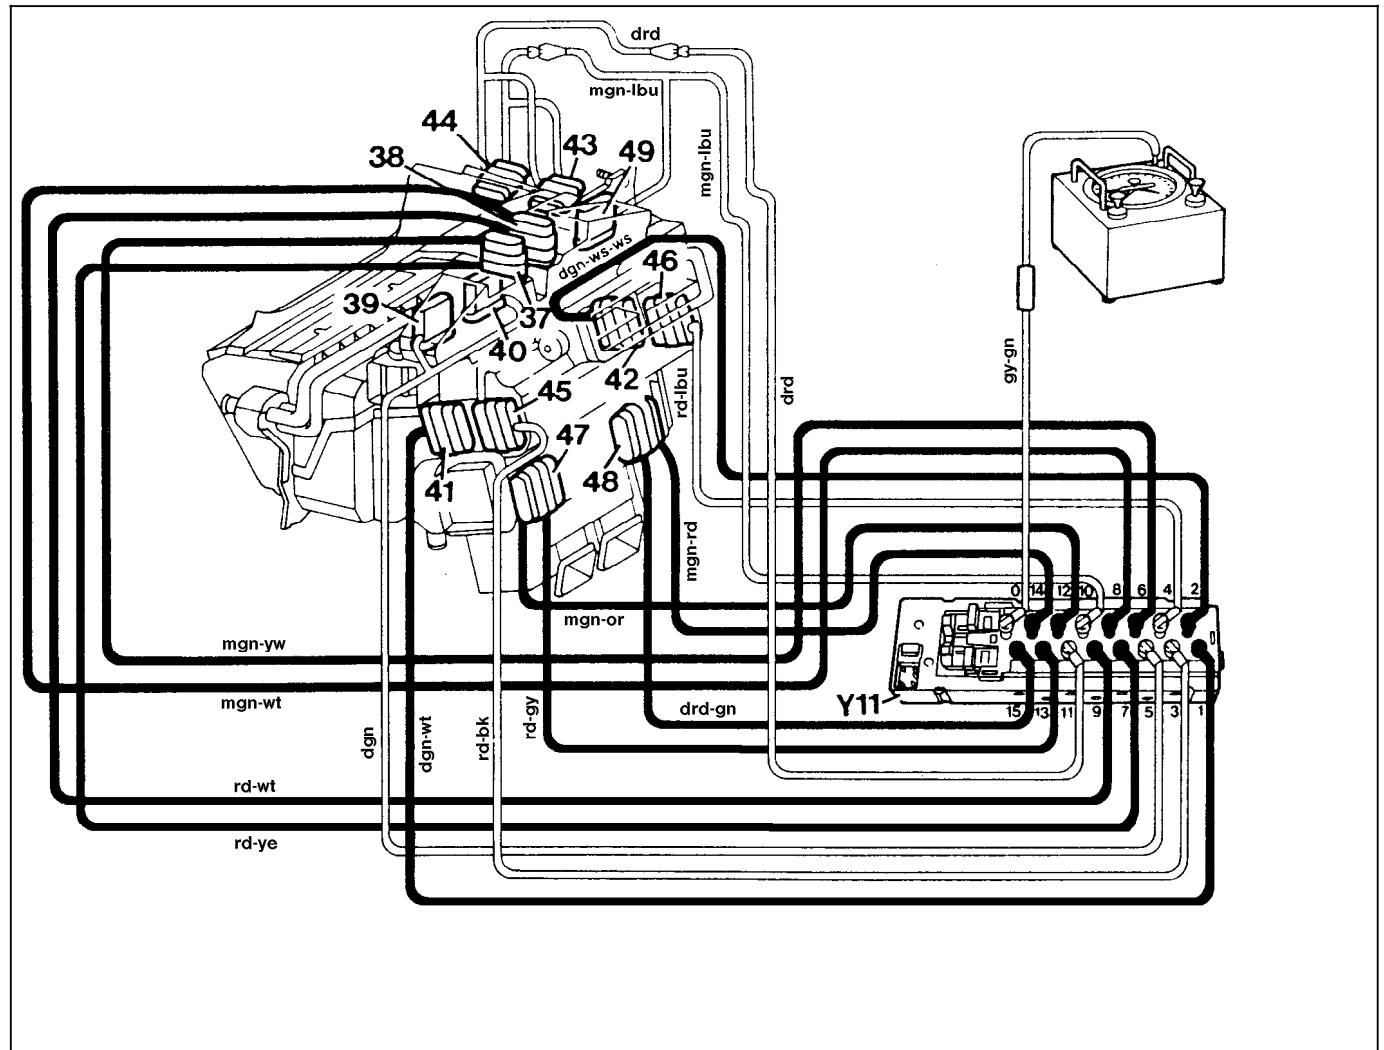 drd
mgn-lbu
mgn-lbu
44
43
38
49
dgn-ws-ws
46
39
37
40
42
rd-lbu
drd
gy-gn
45
47
41
48
mgn-rd
mgn-or
0 14 12 10 8 6 4 2
mgn-yw
mgn-wt
Y11
15 13 11 9 7 5 3 1
drd-gn
dgn
dgn-wt
rd-bk
rd-gy
rd-wt
rd-ye